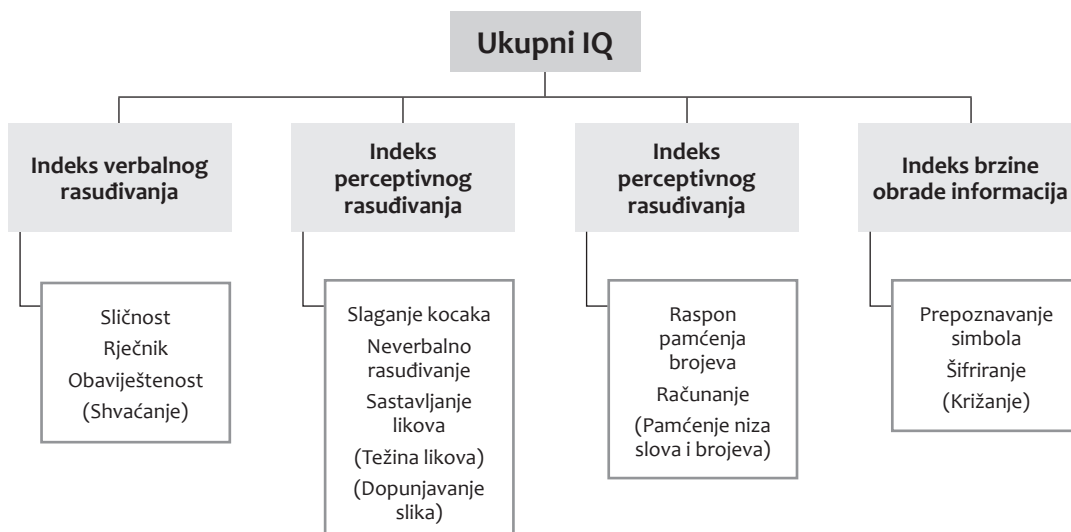 Ukupni IQ
Indeks verbalnog
rasuđivanja
Indeks
perceptivnog
rasuđivanja
Indeks
perceptivnog
rasuđivanja
Indeks brzine
obrade informacija
Sličnost
Rječnik
Obaviještenost
(Shvaćanje)
Slaganje kocaka
Neverbalno
rasuđivanje
Sastavljanje
likova
(Težina likova)
(Dopunjavanje
slika)
Raspon
pamćenja
brojeva
Računanje
(Pamćenje niza
slova i brojeva)
Prepoznavanje
simbola
Šifriranje
(Križanje)